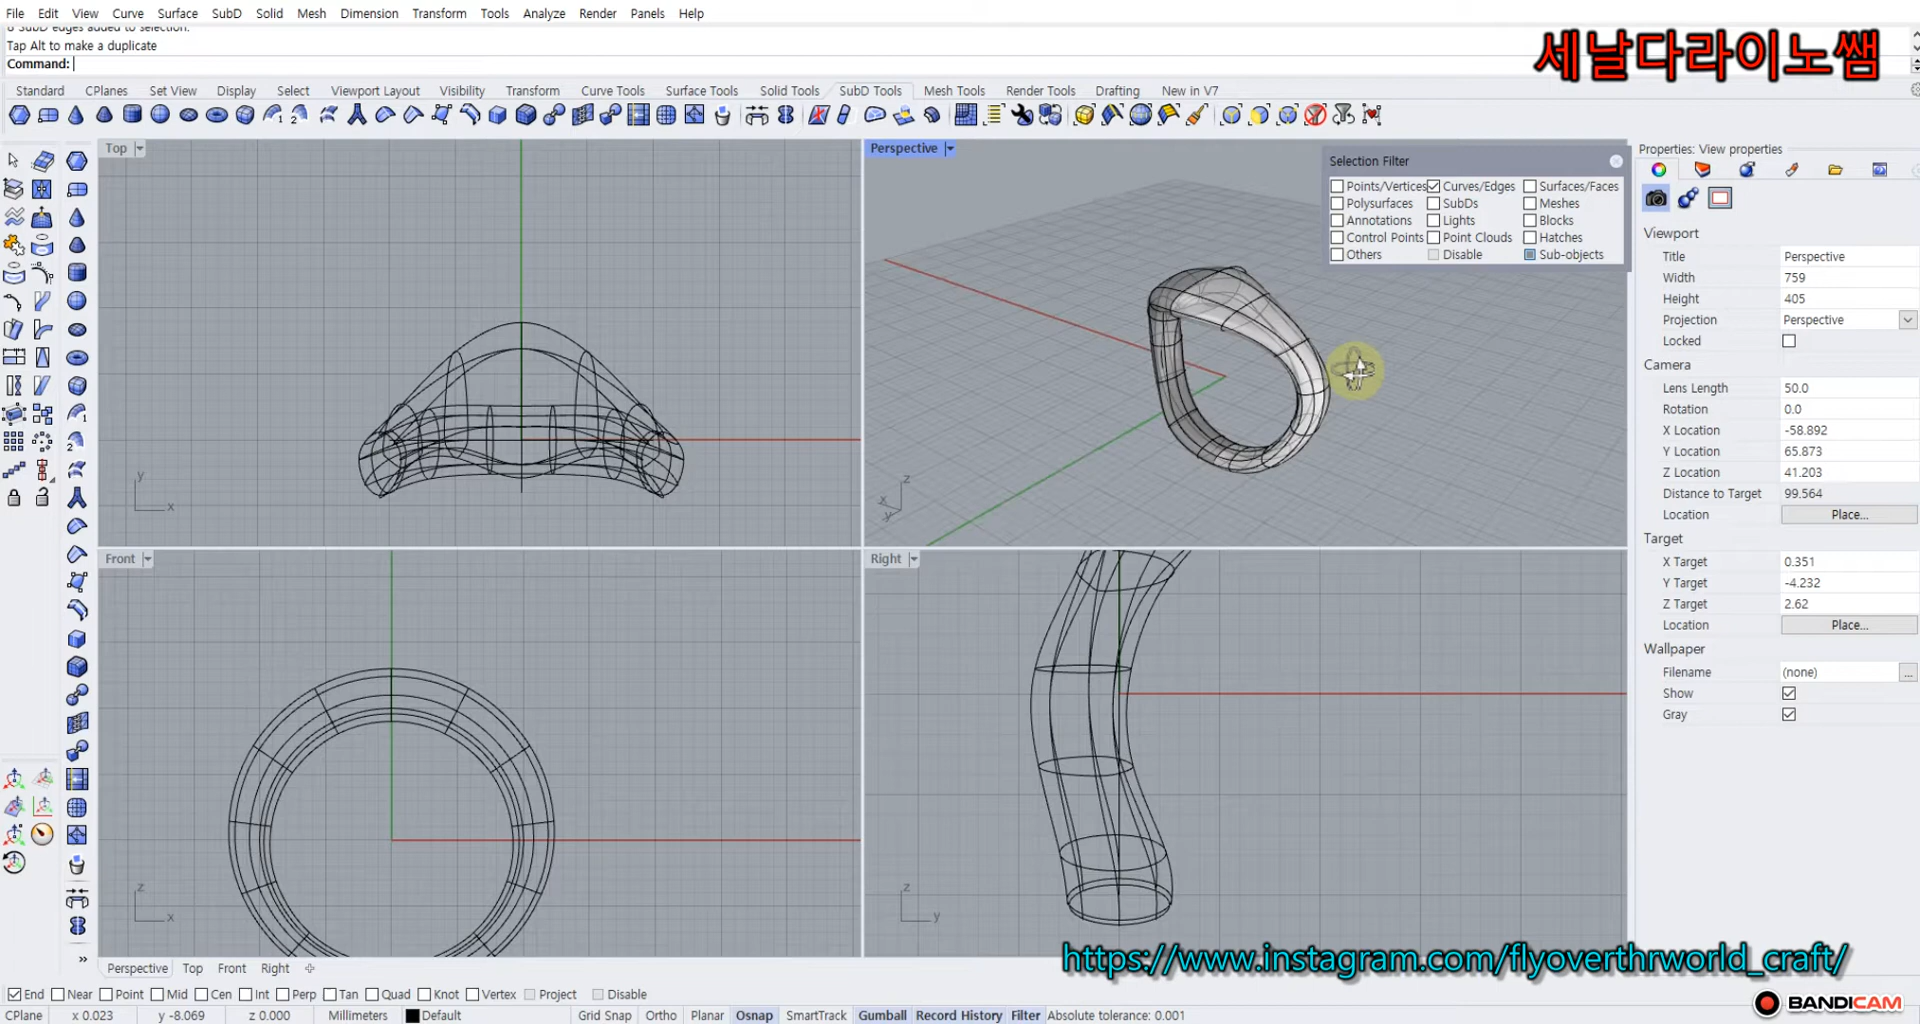 File Edit View Curve Surface SubD Solid Mesh Dimension Transform Tools Analyze Render Panels Help
8 SubD edges added to selection.
Tap Alt to make a duplicate
Command:
세날다라이노쌤
Standard CPlanes Set View Display Select Viewport Layout Visibility Transform Curve Tools Surface Tools Solid Tools SubD Tools Mesh Tools Render Tools Drafting New in V7
Top
Perspective
Selection Filter
Points/Vertices Curves/Edges Surfaces/Faces
Polysurfaces SubDs Meshes
Annotations Lights Blocks
Control Points Point Clouds Hatches
Others Disable Sub-objects
Properties: View properties
Viewport
Title Perspective
Width 759
Height 405
Projection Perspective
Locked
Camera
Lens Length 50.0
Rotation 0.0
X Location -58.892
Y Location 65.873
Z Location 41.203
Distance to Target 99.564
Location Place...
Target
X Target 0.351
Y Target -4.232
Z Target 2.62
Location Place...
Wallpaper
Filename (none) ...
Show
Gray
y
x
z
x
y
Front
Right
z
x
z
y
https://www.instagram.com/flyoverthrworld_craft/
Perspective Top Front Right
End Near Point Mid Cen Int Perp Tan Quad Knot Vertex Project Disable
BANDICAM
CPlane x 0.023 y -8.069 z 0.000 Millimeters Default Grid Snap Ortho Planar Osnap SmartTrack Gumball Record History Filter Absolute tolerance: 0.001